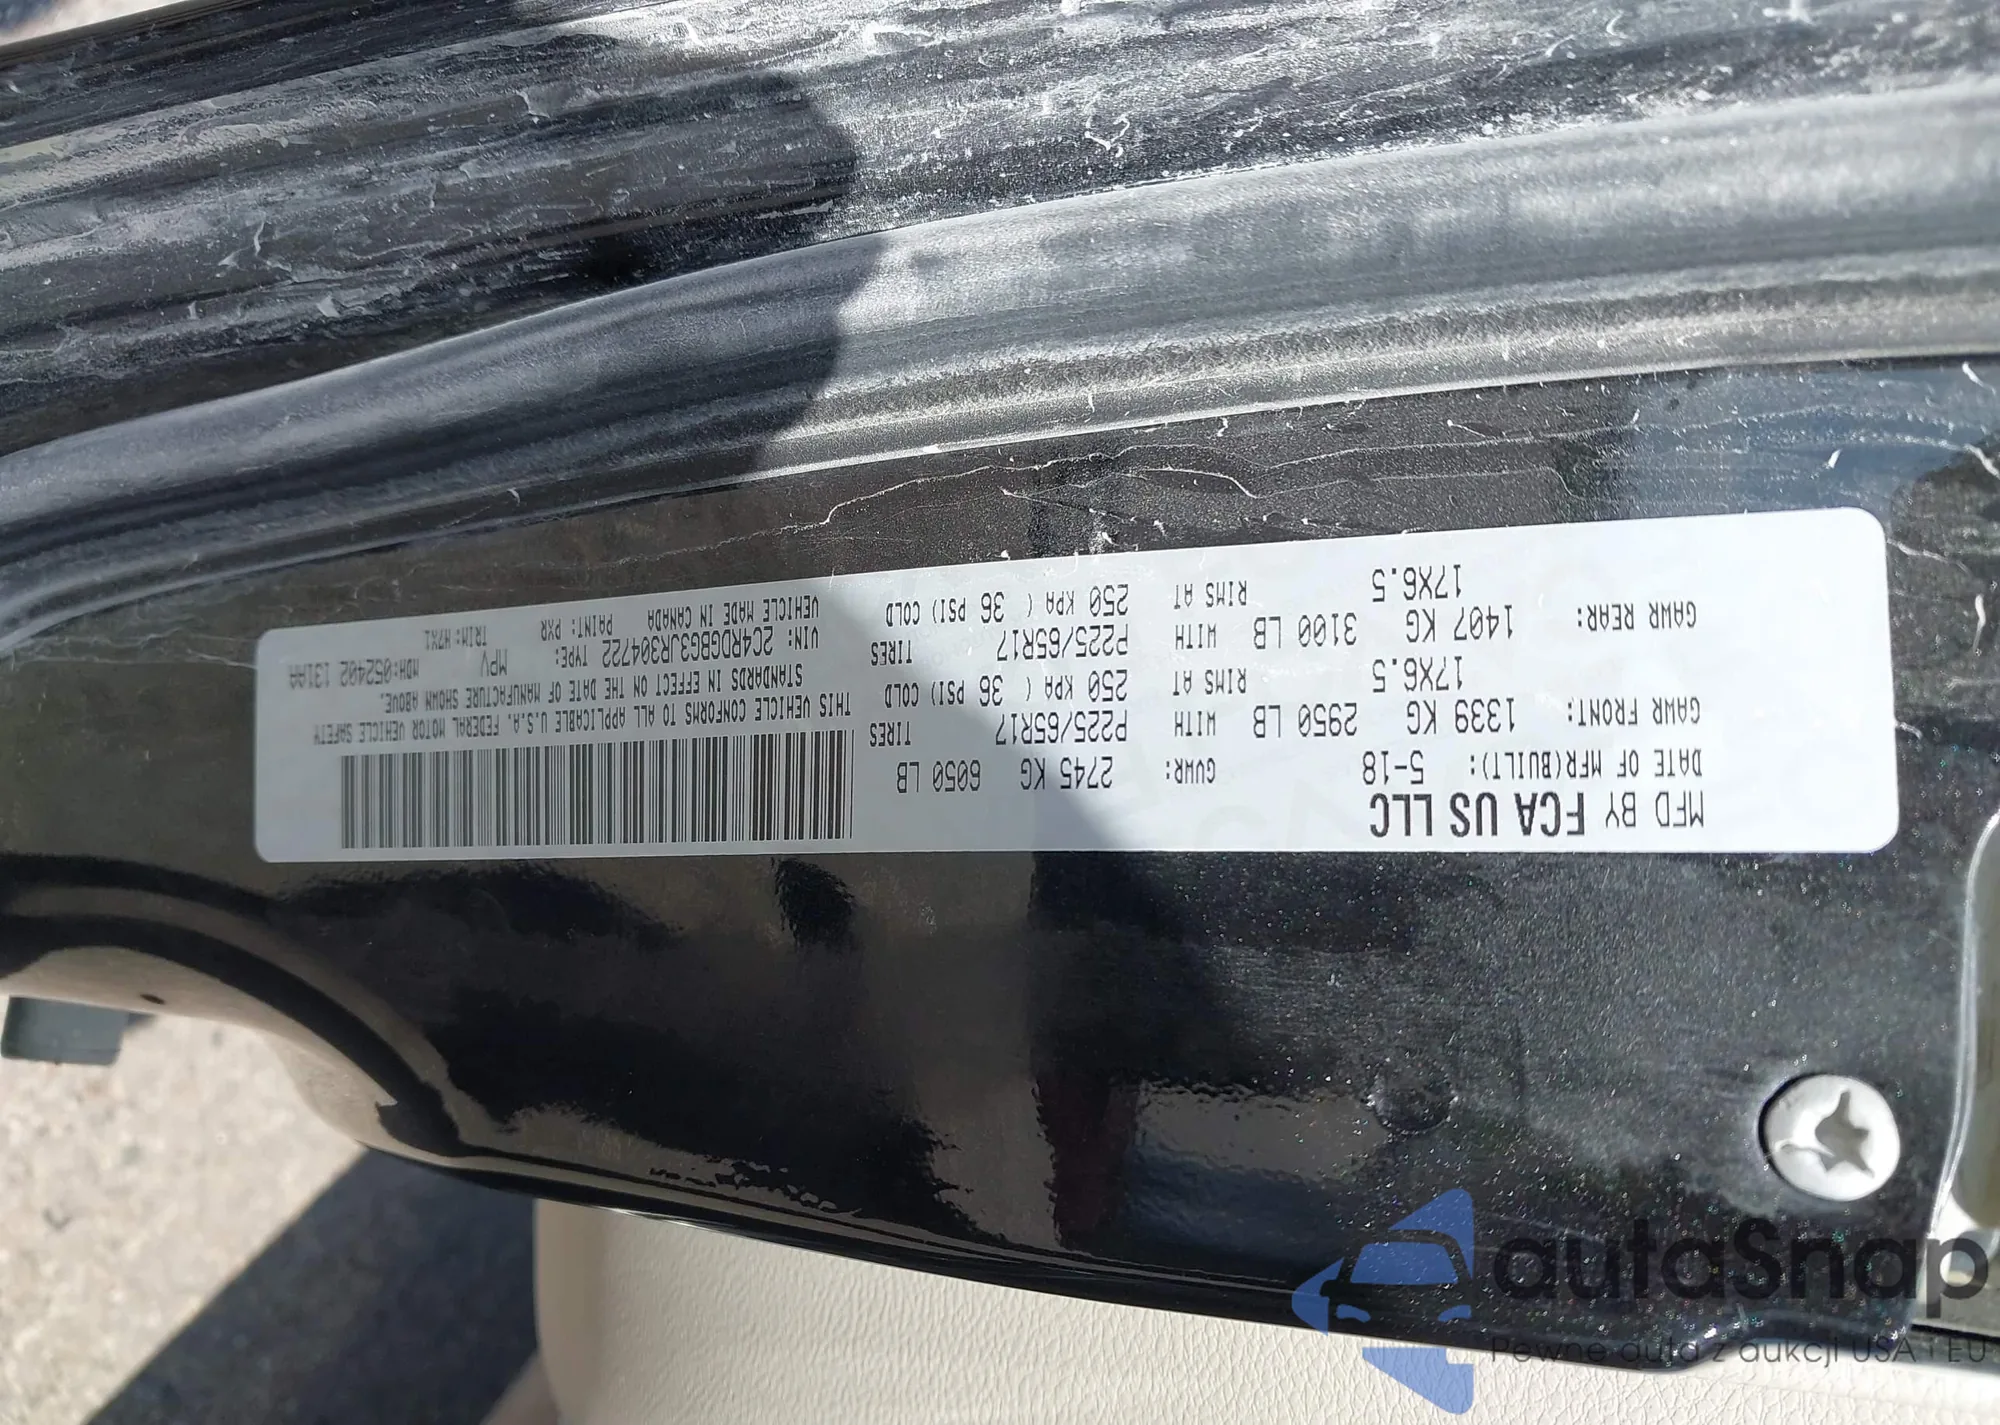 MFD BY FCA US LLC
DATE OF MFR(BUILT): 5-18 GVWR: 2745 KG 6050 LB
GAWR FRONT: 1339 KG 2950 LB WITH P225/65R17 TIRES
17X6.5 RIMS AT 250 KPA ( 36 PSI) COLD
GAWR REAR: 1407 KG 3100 LB WITH P225/65R17 TIRES
17X6.5 RIMS AT 250 KPA ( 36 PSI) COLD
THIS VEHICLE CONFORMS TO ALL APPLICABLE U.S.A. FEDERAL MOTOR VEHICLE SAFETY
STANDARDS IN EFFECT ON THE DATE OF MANUFACTURE SHOWN ABOVE.
VIN: 2C4RDGBG3JR304722 TYPE: MPV MDH:052402 131AA
VEHICLE MADE IN CANADA PAINT: PXR TRIM: H7X1
autaSnap
Pewne auta z aukcji USA i EU